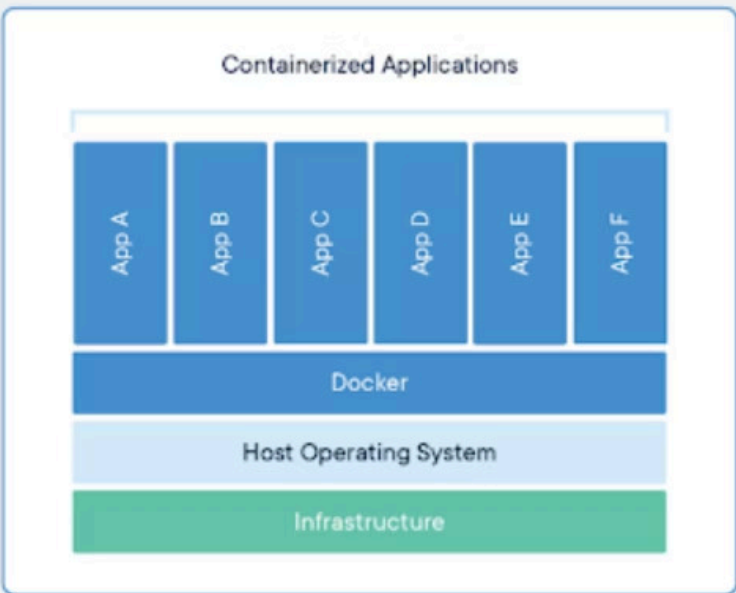 Containerized Applications
App A
App B
App C
App D
App E
App F
Docker
Host Operating System
Infrastructure